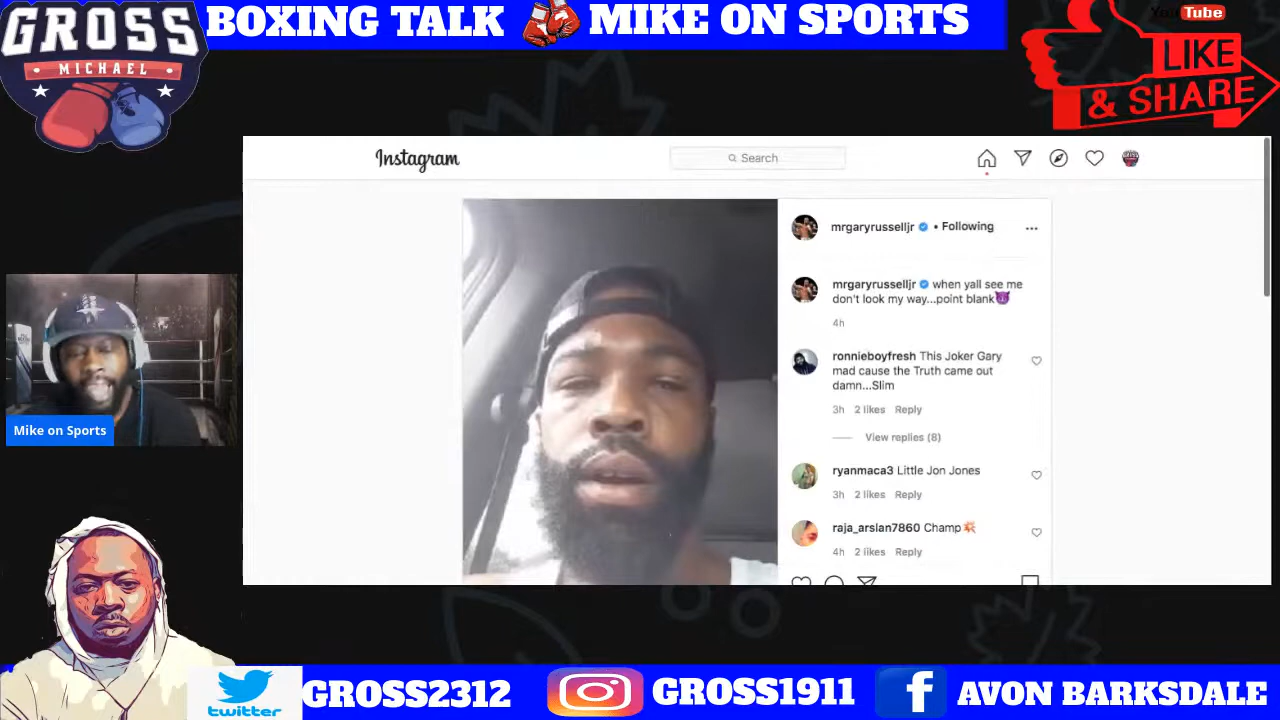 GROSS
MICHAEL
BOXING TALK MIKE ON SPORTS
YouTube
LIKE
& SHARE
Instagram
Search
mrgaryrusselljr • Following
mrgaryrusselljr when yall see me
don't look my way...point blank
4h
ronnieboyfresh This Joker Gary
mad cause the Truth came out
damn...Slim
3h 2 likes Reply
View replies (8)
ryanmaca3 Little Jon Jones
3h 2 likes Reply
raja_arslan7860 Champ
4h 2 likes Reply
Mike on Sports
twitter
GROSS2312
GROSS1911
AVON BARKSDALE